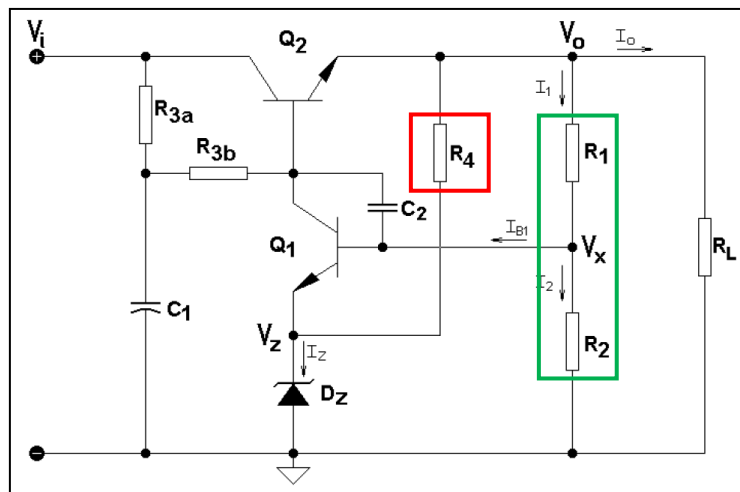 Vi
Q2
Vo
Io
R3a
R3b
R4
I1
R1
C2
Q1
IB1
Vx
RL
C1
I2
Vz
IZ
R2
DZ